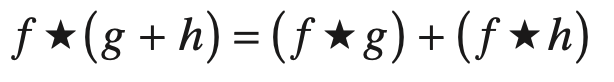 f ★ (g + h) = (f ★ g) + (f ★ h)